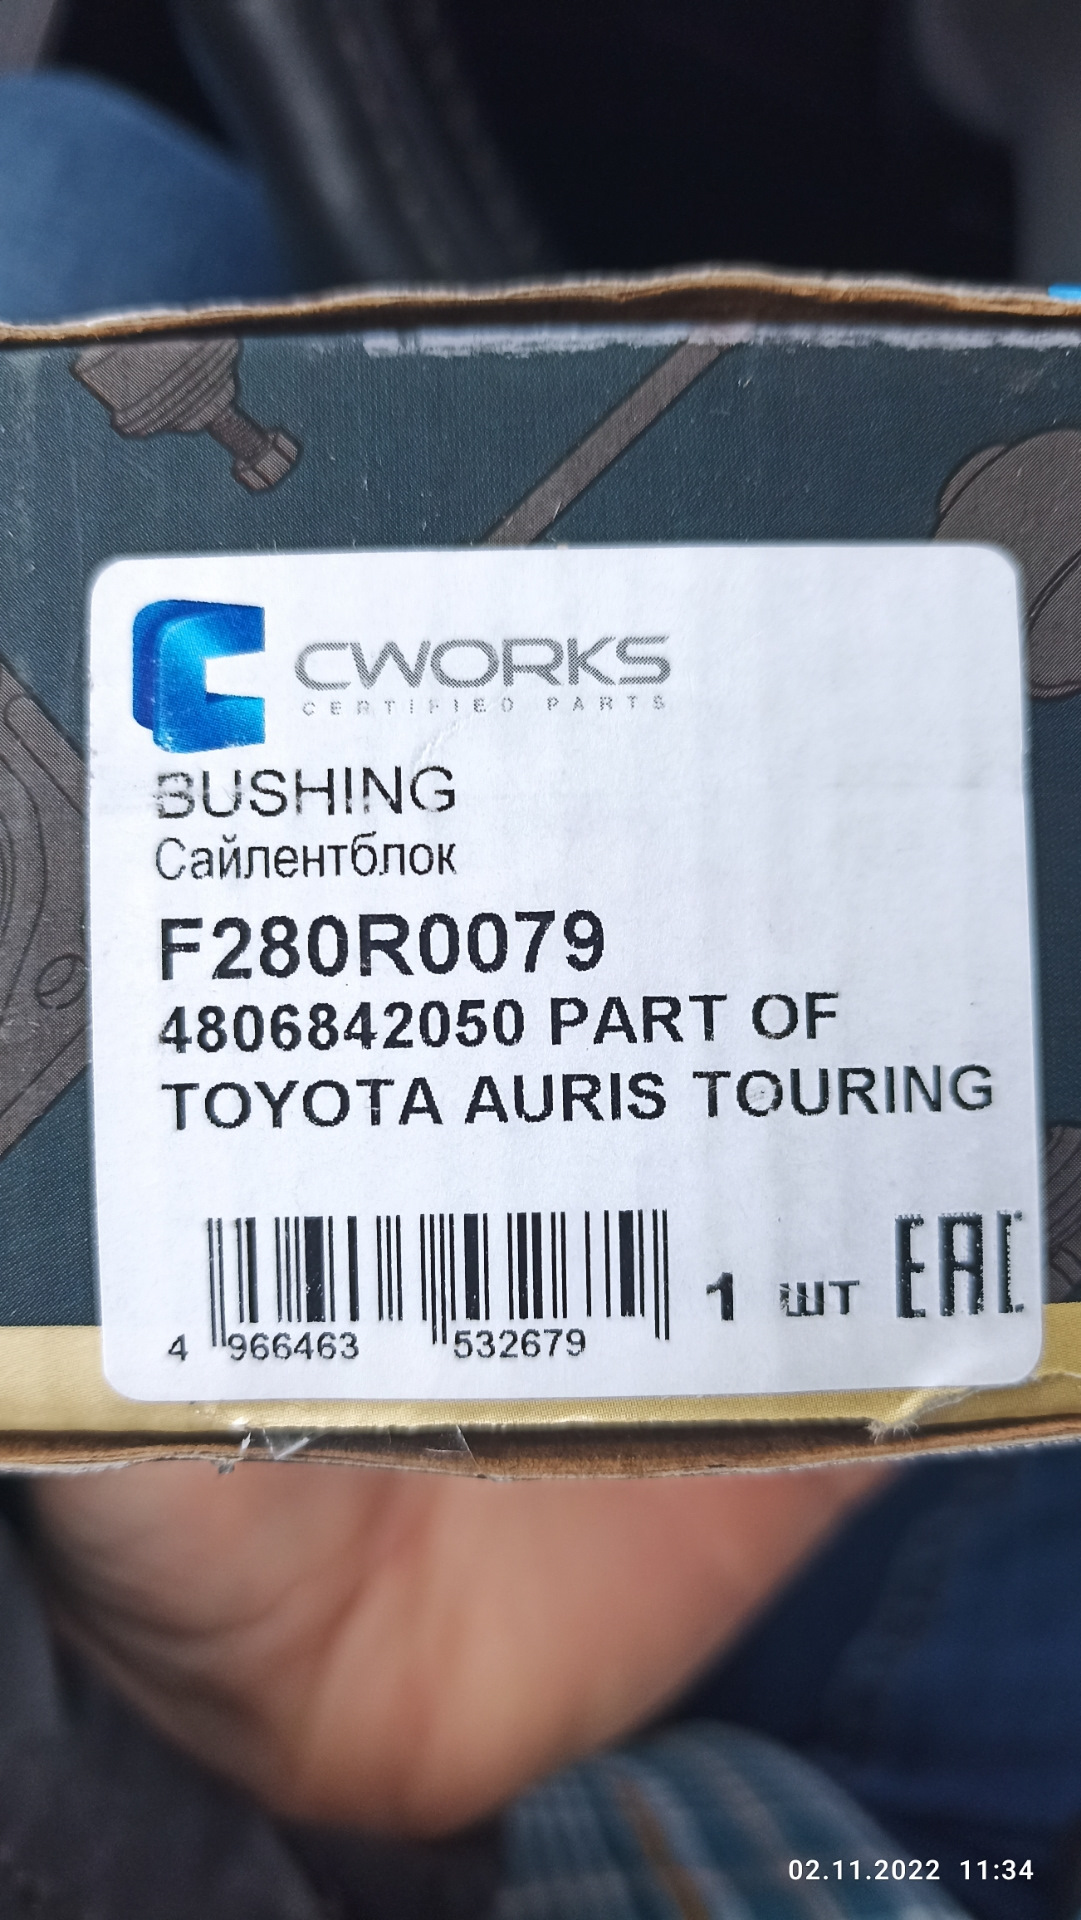 CWORKS
CERTIFIED PARTS
BUSHING
Сайлентблок
F280R0079
4806842050 PART OF
TOYOTA AURIS TOURING
4 966463 532679
1 шт EAC
02.11.2022 11:34